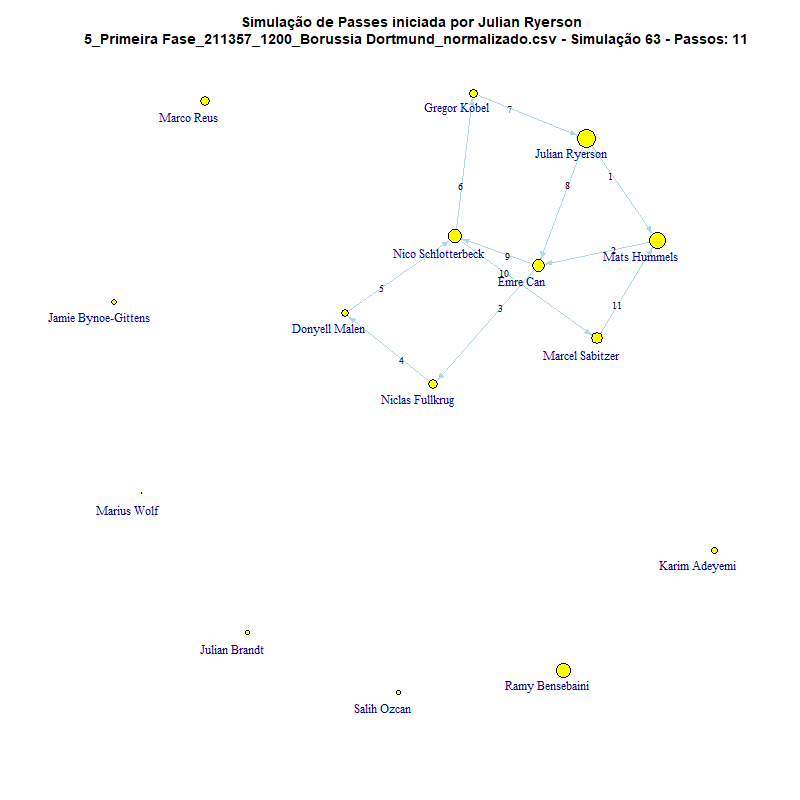 Simulação de Passes iniciada por Julian Ryerson
5_Primeira Fase_211357_1200_Borussia Dortmund_normalizado.csv - Simulação 63 - Passos: 11
Marco Reus
Gregor Kobel
7
Julian Ryerson
1
6
8
Nico Schlotterbeck
9
2
Mats Hummels
10
Emre Can
5
3
11
Jamie Bynoe-Gittens
Donyell Malen
4
Marcel Sabitzer
Niclas Fullkrug
Marius Wolf
Karim Adeyemi
Julian Brandt
Ramy Bensebaini
Salih Ozcan